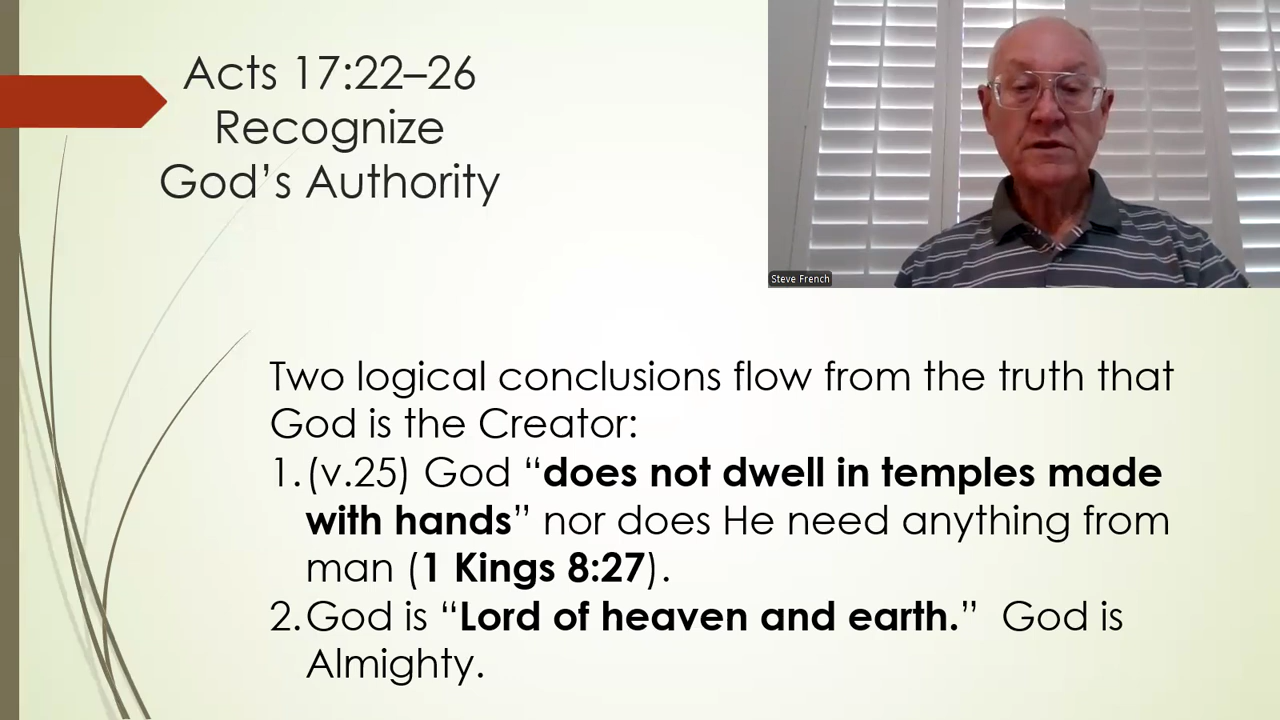 Acts 17:22–26
Recognize
God’s Authority
Steve French
Two logical conclusions flow from the truth that
God is the Creator:
1.(v.25) God “does not dwell in temples made
with hands” nor does He need anything from
man (1 Kings 8:27).
2.God is “Lord of heaven and earth.”  God is
Almighty.